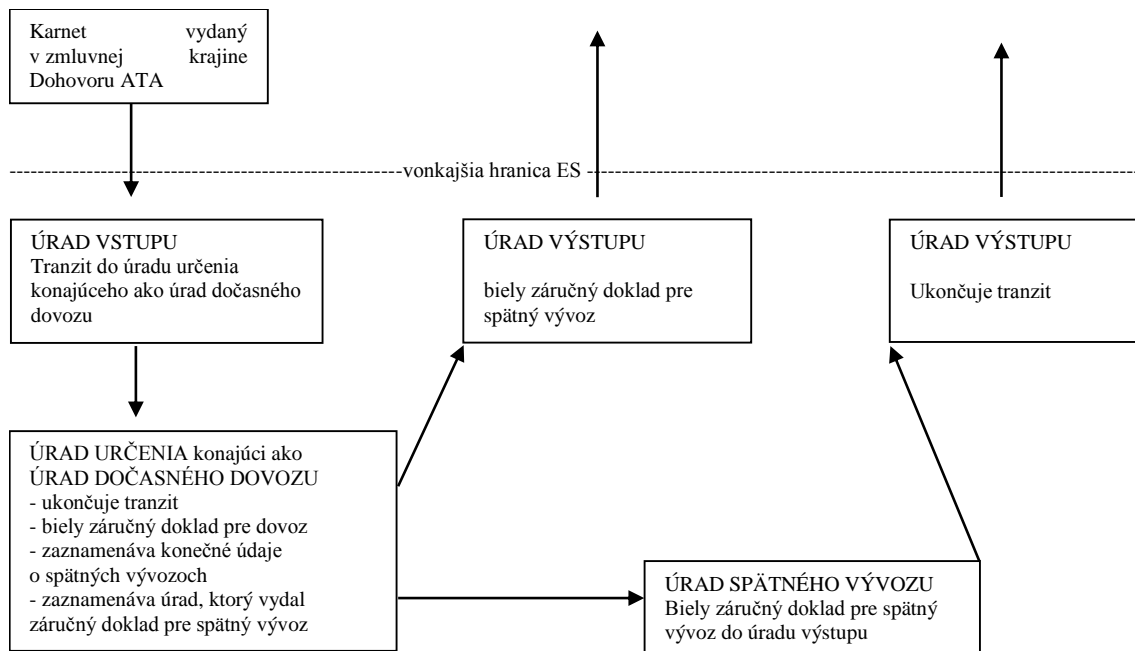 Karnet vydaný
v zmluvnej krajine
Dohovoru ATA
vonkajšia hranica ES
ÚRAD VSTUPU
Tranzit do úradu určenia
konajúceho ako úrad dočasného
dovozu
ÚRAD VÝSTUPU
biely záručný doklad pre
spätný vývoz
ÚRAD VÝSTUPU
Ukončuje tranzit
ÚRAD URČENIA konajúci ako
ÚRAD DOČASNÉHO DOVOZU
- ukončuje tranzit
- biely záručný doklad pre dovoz
- zaznamenáva konečné údaje
o spätných vývozoch
- zaznamenáva úrad, ktorý vydal
záručný doklad pre spätný vývoz
ÚRAD SPÄTNÉHO VÝVOZU
Biely záručný doklad pre spätný
vývoz do úradu výstupu